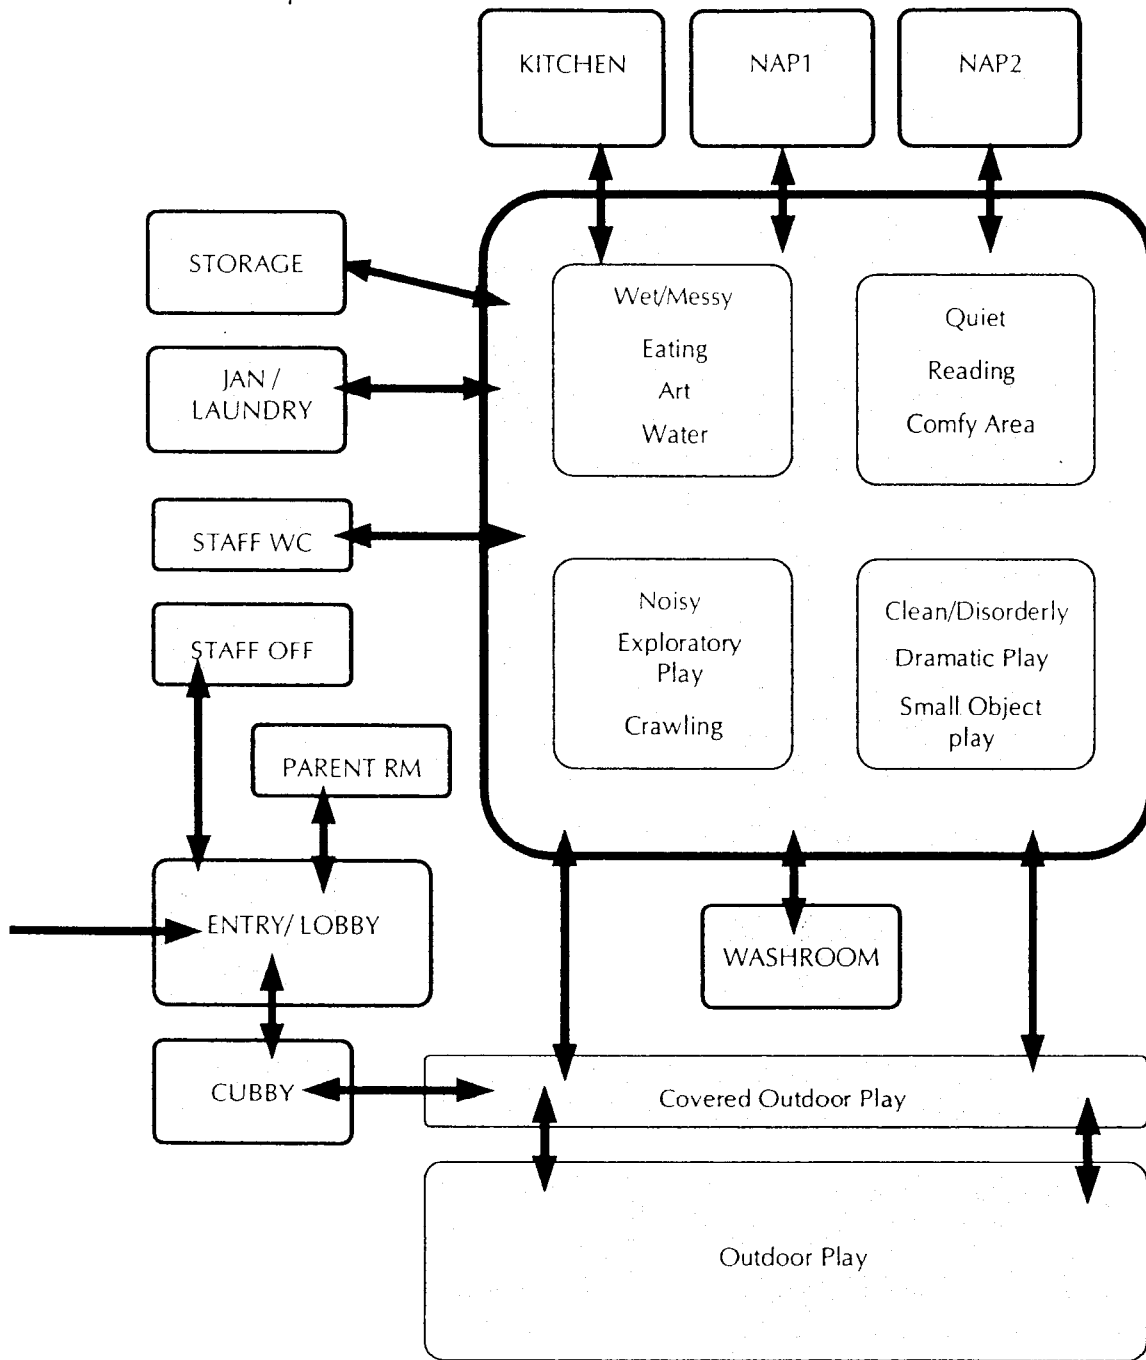 KITCHEN
NAP1
NAP2
STORAGE
JAN /
LAUNDRY
STAFF WC
STAFF OFF
PARENT RM
ENTRY/ LOBBY
CUBBY
Wet/Messy
Eating
Art
Water
Quiet
Reading
Comfy Area
Noisy
Exploratory
Play
Crawling
Clean/Disorderly
Dramatic Play
Small Object
play
WASHROOM
Covered Outdoor Play
Outdoor Play